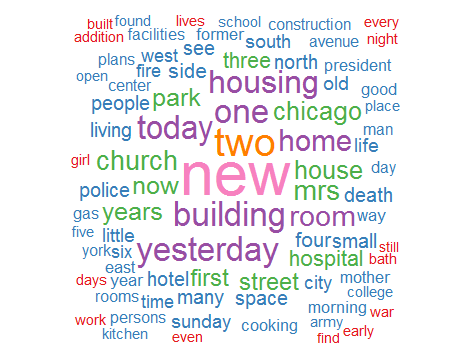 built found lives school construction every
addition facilities former south avenue night
plans west see three north president
open center fire side housing old good
people park one chicago place
living today two home life man
girl church new house day
police now mrs death
gas years building room way
five little yesterday four small still
york six east hospital bath
days year hotel first street city mother
rooms time many space college
work persons sunday cooking morning war
kitchen even army find early